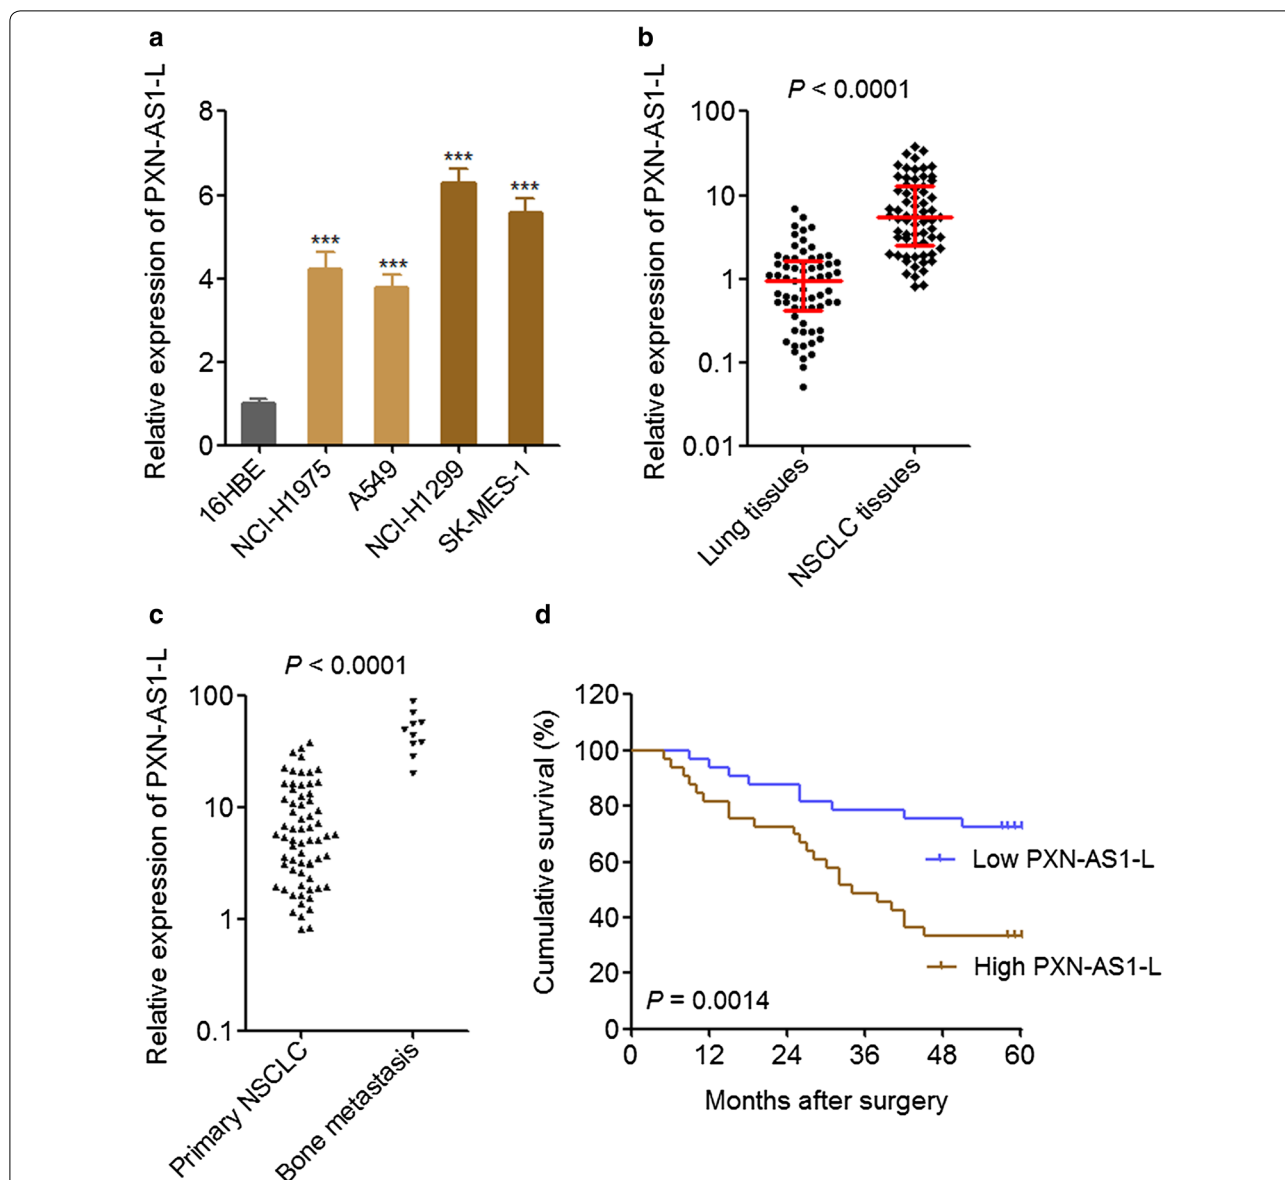 a
Relative expression of PXN-AS1-L
8
6
4
2
0
***
***
***
***
16HBE
NCI-H1975
A549
NCI-H1299
SK-MES-1
b
Relative expression of PXN-AS1-L
P < 0.0001
100
10
1
0.1
0.01
Lung tissues
NSCLC tissues
c
Relative expression of PXN-AS1-L
P < 0.0001
100
10
1
0.1
Primary NSCLC
Bone metastasis
d
Cumulative survival (%)
120
100
80
60
40
20
0
Low PXN-AS1-L
High PXN-AS1-L
P = 0.0014
0 12 24 36 48 60
Months after surgery